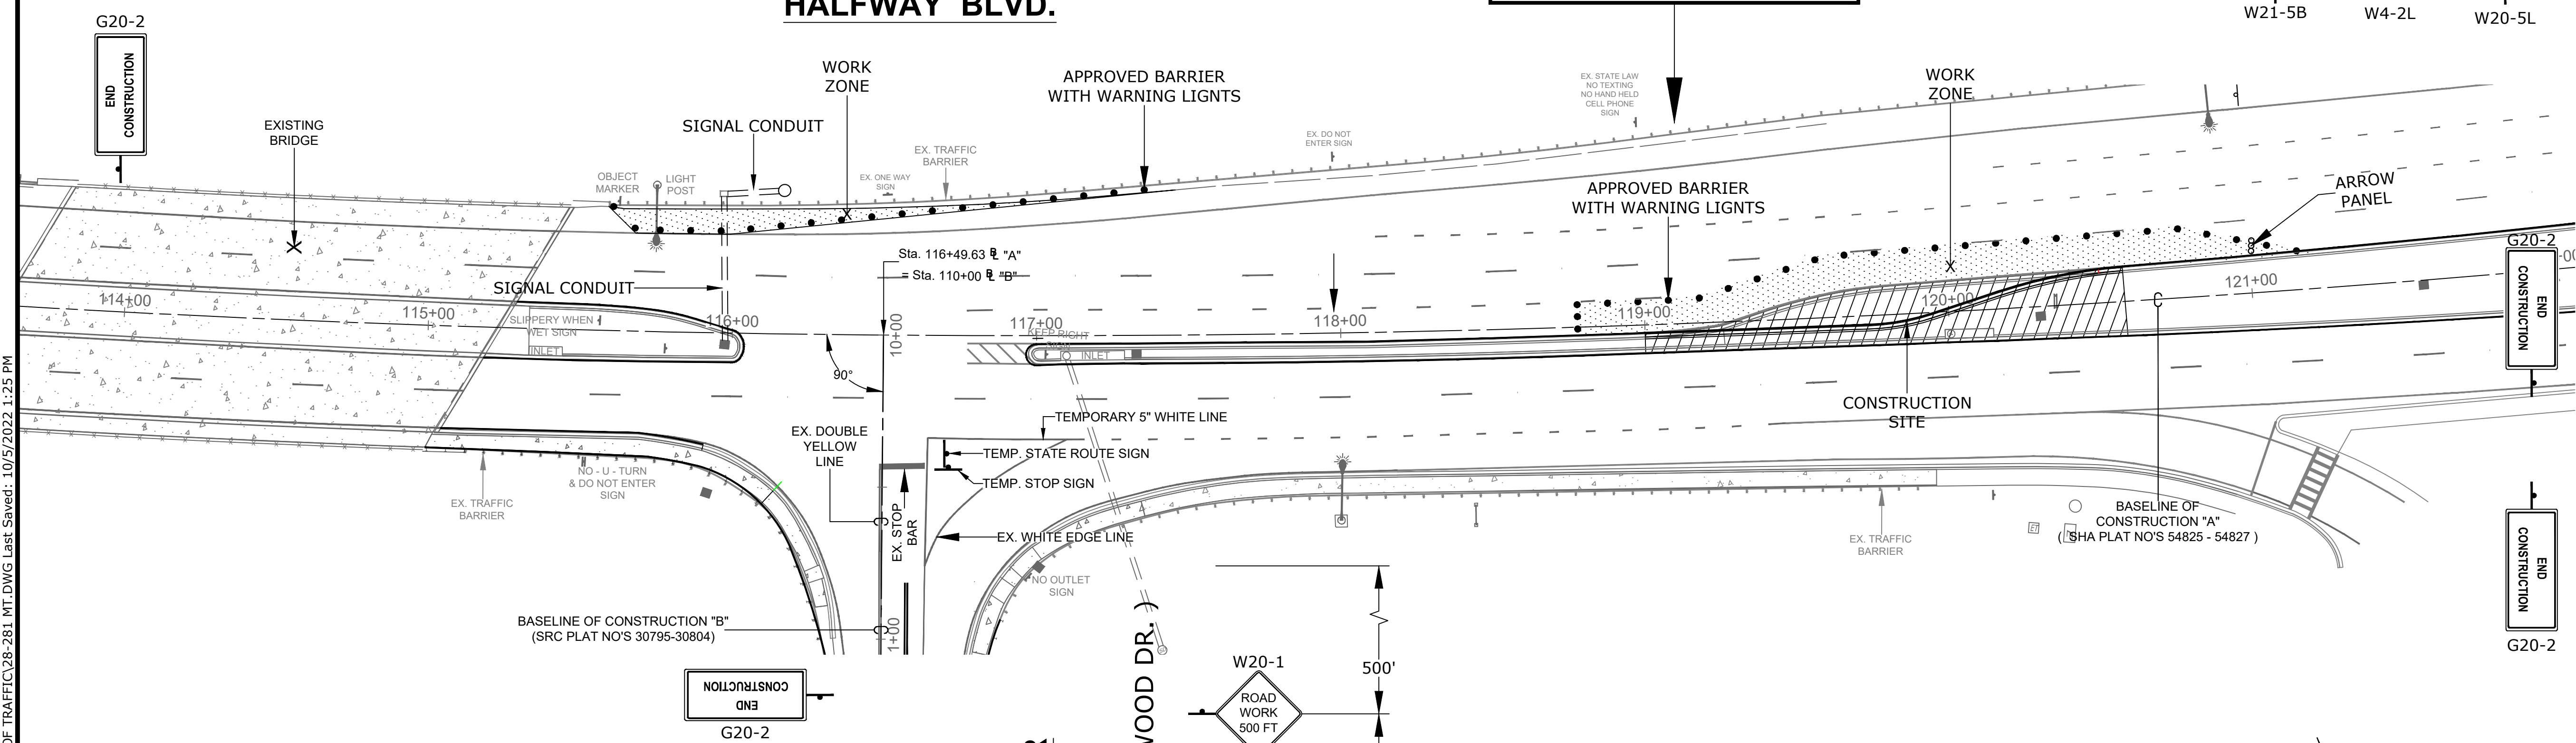 HALFWAY BLVD.
G20-2
END
CONSTRUCTION
EXISTING
BRIDGE
WORK
ZONE
SIGNAL CONDUIT
APPROVED BARRIER
WITH WARNING LIGNTS
EX. STATE LAW
NO TEXTING
NO HAND HELD
CELL PHONE
SIGN
WORK
ZONE
W21-5B
W4-2L
W20-5L
OBJECT
MARKER
LIGHT
POST
EX. TRAFFIC
BARRIER
EX. ONE WAY
SIGN
EX. DO NOT
ENTER SIGN
APPROVED BARRIER
WITH WARNING LIGNTS
ARROW
PANEL
Sta. 116+49.63 BL "A"
= Sta. 110+00 BL "B"
SIGNAL CONDUIT
G20-2
END
CONSTRUCTION
114+00
115+00
116+00
117+00
118+00
119+00
120+00
121+00
SLIPPERY WHEN
WET SIGN
INLET
10+00
KEEP RIGHT
SIGN
INLET
90°
CONSTRUCTION
SITE
EX. DOUBLE
YELLOW
LINE
TEMPORARY 5" WHITE LINE
TEMP. STATE ROUTE SIGN
TEMP. STOP SIGN
NO - U - TURN
& DO NOT ENTER
SIGN
EX. TRAFFIC
BARRIER
EX. STOP
BAR
EX. WHITE EDGE LINE
EX. TRAFFIC
BARRIER
BASELINE OF
CONSTRUCTION "A"
( SHA PLAT NO'S 54825 - 54827 )
ET
END
CONSTRUCTION
G20-2
NO OUTLET
SIGN
BASELINE OF CONSTRUCTION "B"
(SRC PLAT NO'S 30795-30804)
1+00
WOOD DR. )
500'
W20-1
ROAD
WORK
500 FT
END
CONSTRUCTION
G20-2
OF TRAFFIC\28-281 MT.DWG Last Saved: 10/5/2022 1:25 PM